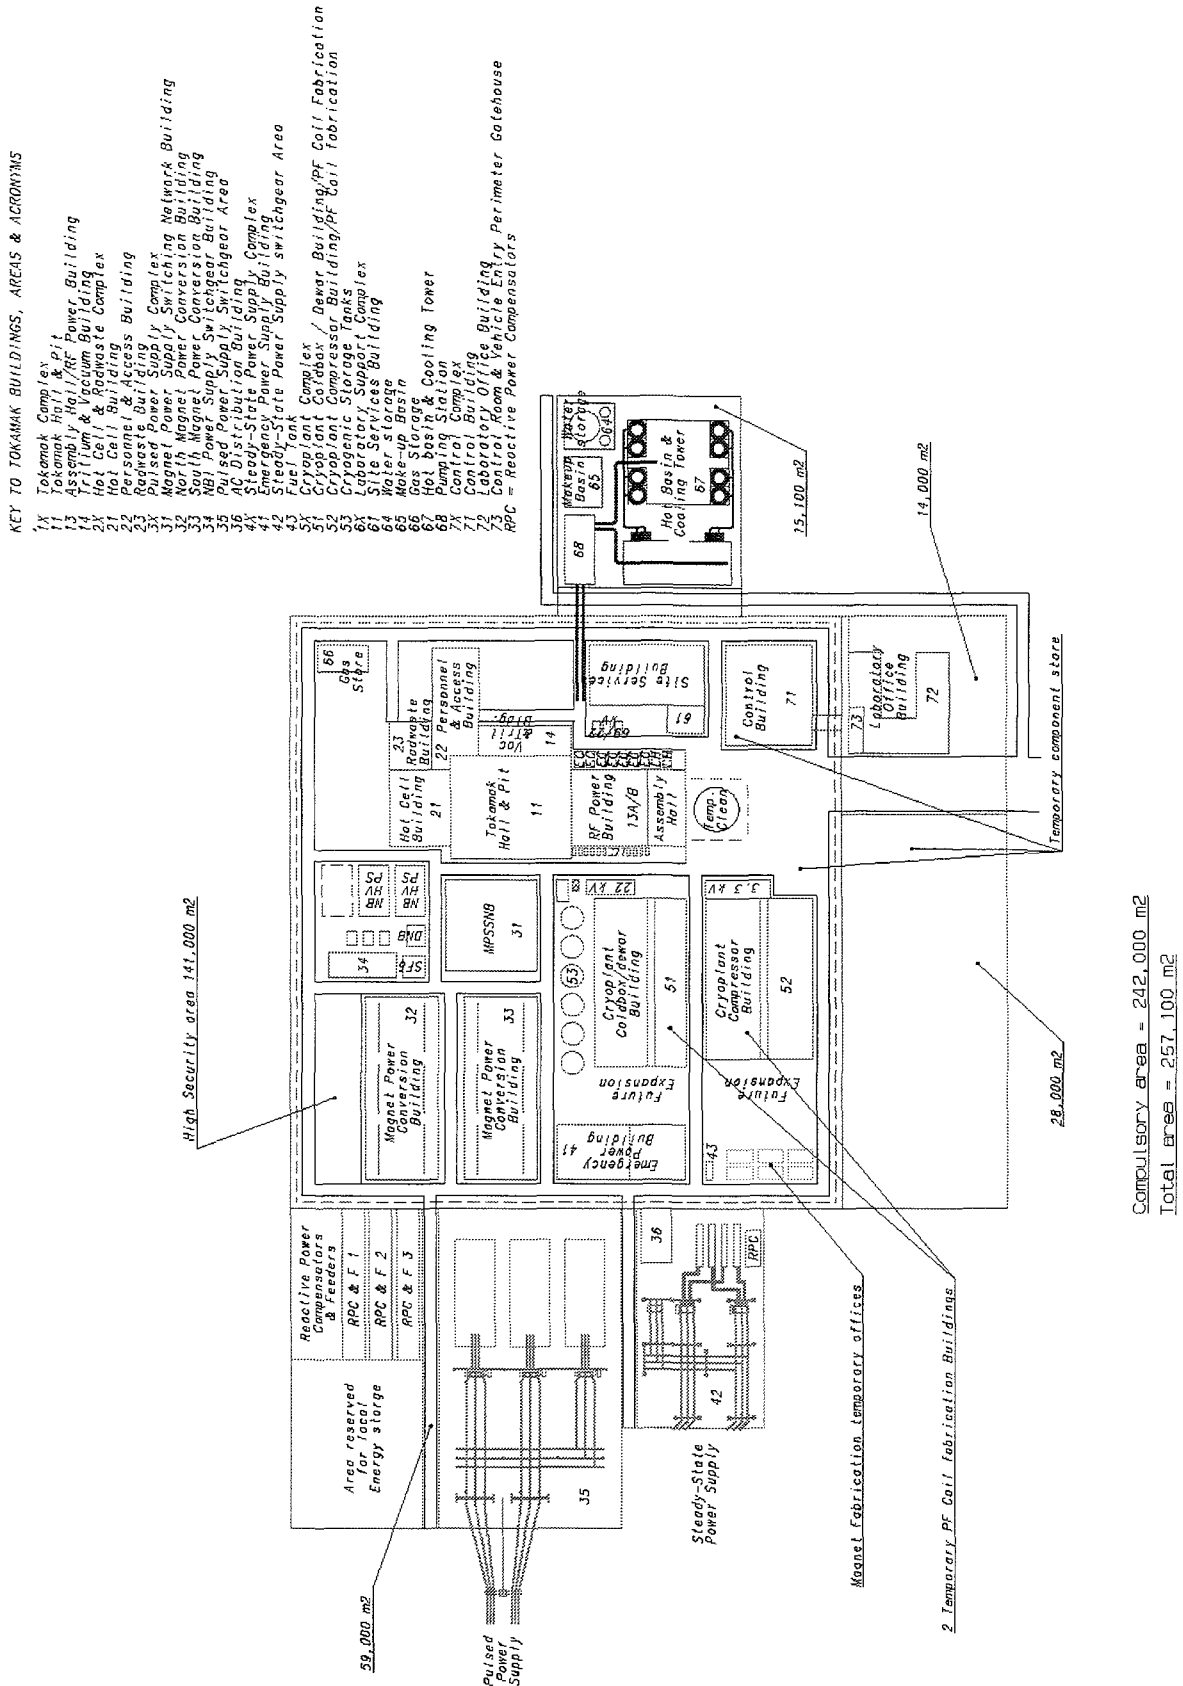 KEY TO TOKAMAK BUILDINGS, AREAS & ACRONYMS
1X Tokamak Complex
11 Tokamak Hall & Pit
13 Assembly Hall/RF Power Building
14 Tritium & Vacuum Building
2X Hot Cell & Radwaste Complex
21 Hot Cell Building
22 Personnel & Access Building
23 Radwaste Building
3X Pulsed Power Supply Complex
31 Magnet Power Supply Switching Network Building
32 North Magnet Power Conversion Building
33 South Magnet Power Conversion Building
34 NBI Power Supply Switchgear Building
35 Pulsed Power Supply Switchgear Area
36 AC Distribution Building
4X Steady-State Power Supply Complex
41 Emergency Power Supply Building
42 Steady-State Power Supply switchgear Area
43 Fuel Tank
5X Cryoplant Complex
51 Cryoplant Coldbox / Dewar Building/PF Coil Fabrication
52 Cryoplant Compressor Building/PF Coil fabrication
53 Cryogenic Storage Tanks
6X Laboratory Support Complex
61 Site Services Building
64 Water storage
65 Make-up Basin
66 Gas Storage
67 Hot basin & Cooling Tower
68 Pumping Station
7X Control Complex
71 Control Building
72 Laboratory Office Building
73 Control Room & Vehicle Entry Perimeter Gatehouse
RPC = Reactive Power Compensators
High Security area 141,000 m2
59,000 m2
Area reserved
for local
Energy storge
Reactive Power
Compensators
& Feeders
RPC & F 1
RPC & F 2
RPC & F 3
Pulsed
Power
Supply
35
Steady-State
Power Supply
42
36
RPC
Magnet Power
Conversion
Building
32
Magnet Power
Conversion
Building
33
34
SF6
DNB
NB
HV
PS
NB
HV
PS
MPSSNB
31
Emergency
Power
Building
41
Future
Expansion
53
22 kV
Cryoplant
Coldbox/dewar
Building
51
43
Future
Expansion
3.3 kV
Cryoplant
Compressor
Building
52
66
Gas
Store
23
Radwaste
Building
22 Personnel
& Access
Building
Hot Cell
Building
21
Tokamak
Hall & Pit
11
Vac
&Trit
Bldg.
14
RF Power
Building
13A/B
Assembly
Hall
Temp.
Clean
Site Services
Building
61
Control
Building
71
73
Laboratory
Office
Building
72
68
Makeup
Basin
65
Water
storage
64
Hot Basin &
Cooling Tower
67
15,100 m2
14,000 m2
Temporary component store
28,000 m2
Magnet Fabrication temporary offices
2 Temporary PF Coil Fabrication Buildings
Compulsory area = 242,000 m2
Total area = 257,100 m2